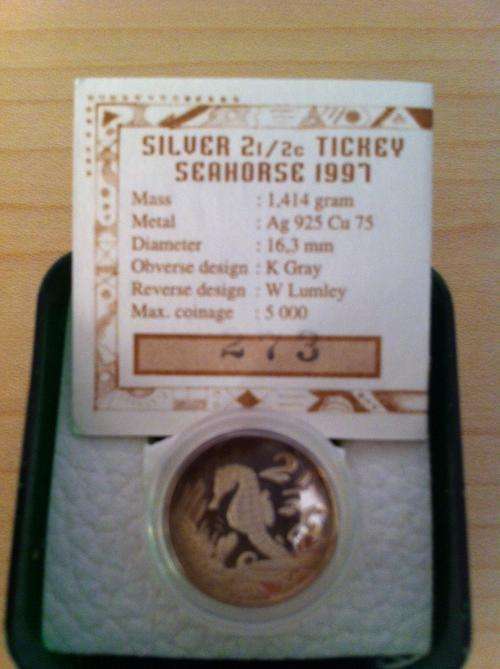 SILVER 21/2c TICKEY
SEAHORSE 1997
Mass : 1,414 gram
Metal : Ag 925 Cu 75
Diameter : 16,3 mm
Obverse design : K Gray
Reverse design : W Lumley
Max. coinage : 5 000
273